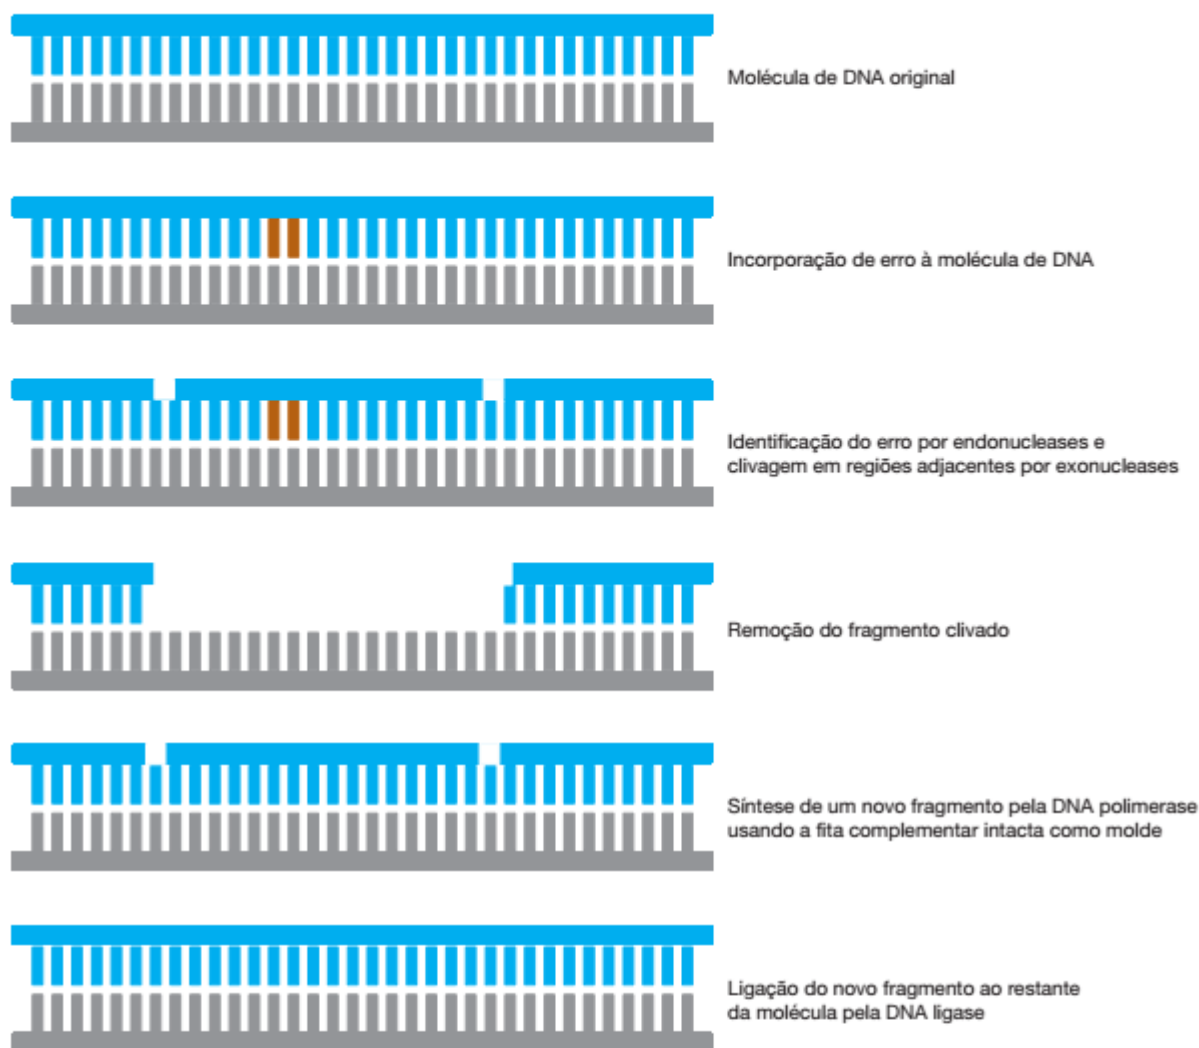 Molécula de DNA original
Incorporação de erro à molécula de DNA
Identificação do erro por endonucleases e
clivagem em regiões adjacentes por exonucleases
Remoção do fragmento clivado
Síntese de um novo fragmento pela DNA polimerase
usando a fita complementar intacta como molde
Ligação do novo fragmento ao restante
da molécula pela DNA ligase